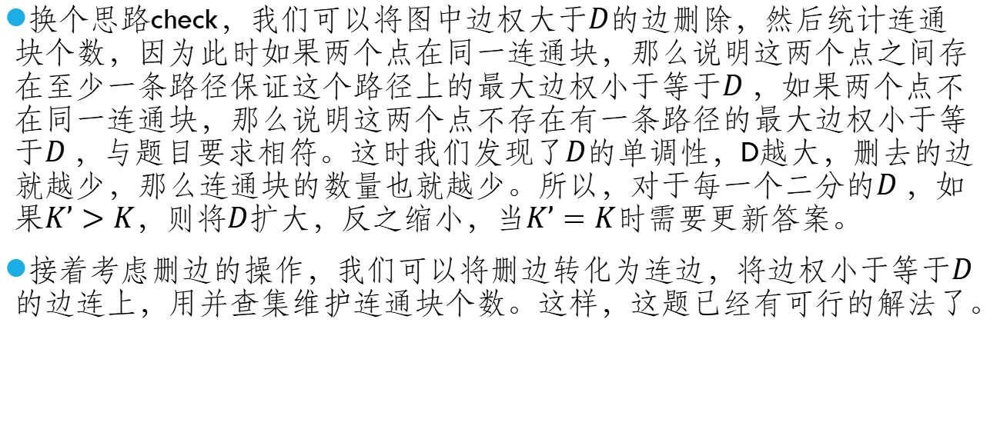 ●换个思路check，我们可以将图中边权大于D的边删除，然后统计连通
块个数，因为此时如果两个点在同一连通块，那么说明这两个点之间存
在至少一条路径保证这个路径上的最大边权小于等于D ，如果两个点不
在同一连通块，那么说明这两个点不存在有一条路径的最大边权小于等
于D ，与题目要求相符。这时我们发现了D的单调性，D越大，删去的边
就越少，那么连通块的数量也就越少。所以，对于每一个二分的D ，如
果K’ > K，则将D扩大，反之缩小，当K’ = K时需要更新答案。
●接着考虑删边的操作，我们可以将删边转化为连边，将边权小于等于D
的边连上，用并查集维护连通块个数。这样，这题已经有可行的解法了。